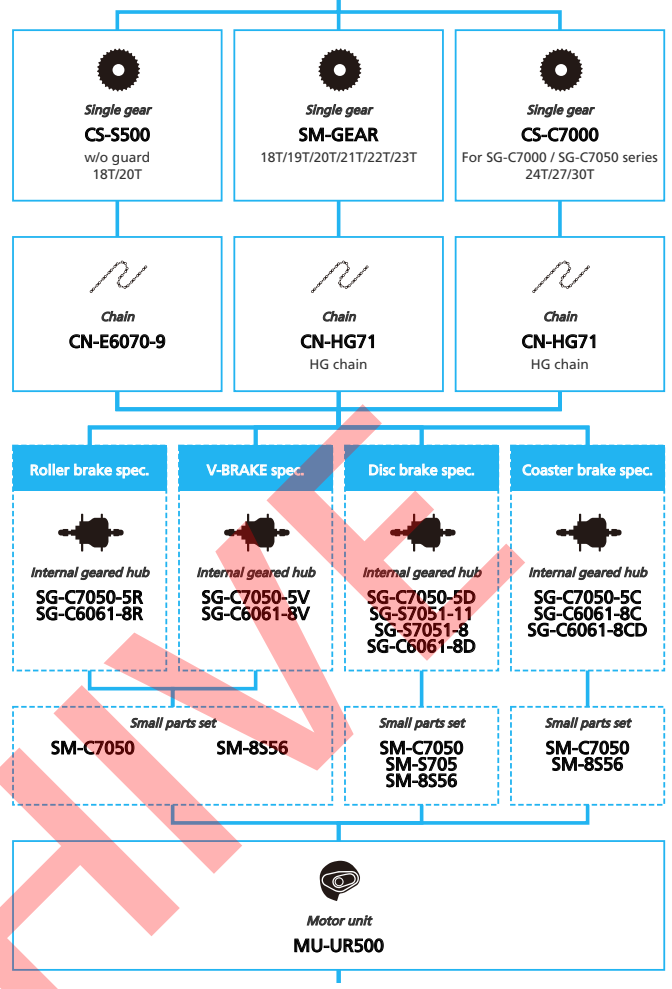 Single gear
CS-S500
w/o guard
18T/20T
Single gear
SM-GEAR
18T/19T/20T/21T/22T/23T
Single gear
CS-C7000
For SG-C7000 / SG-C7050 series
24T/27/30T
Chain
CN-E6070-9
Chain
CN-HG71
HG chain
Chain
CN-HG71
HG chain
Roller brake spec.
Internal geared hub
SG-C7050-5R
SG-C6061-8R
V-BRAKE spec.
Internal geared hub
SG-C7050-5V
SG-C6061-8V
Disc brake spec.
Internal geared hub
SG-C7050-5D
SG-S7051-11
SG-S7051-8
SG-C6061-8D
Coaster brake spec.
Internal geared hub
SG-C7050-5C
SG-C6061-8C
SG-C6061-8CD
Small parts set
SM-C7050 SM-8S56
Small parts set
SM-C7050
SM-S705
SM-8S56
Small parts set
SM-C7050
SM-8S56
Motor unit
MU-UR500
HIVE